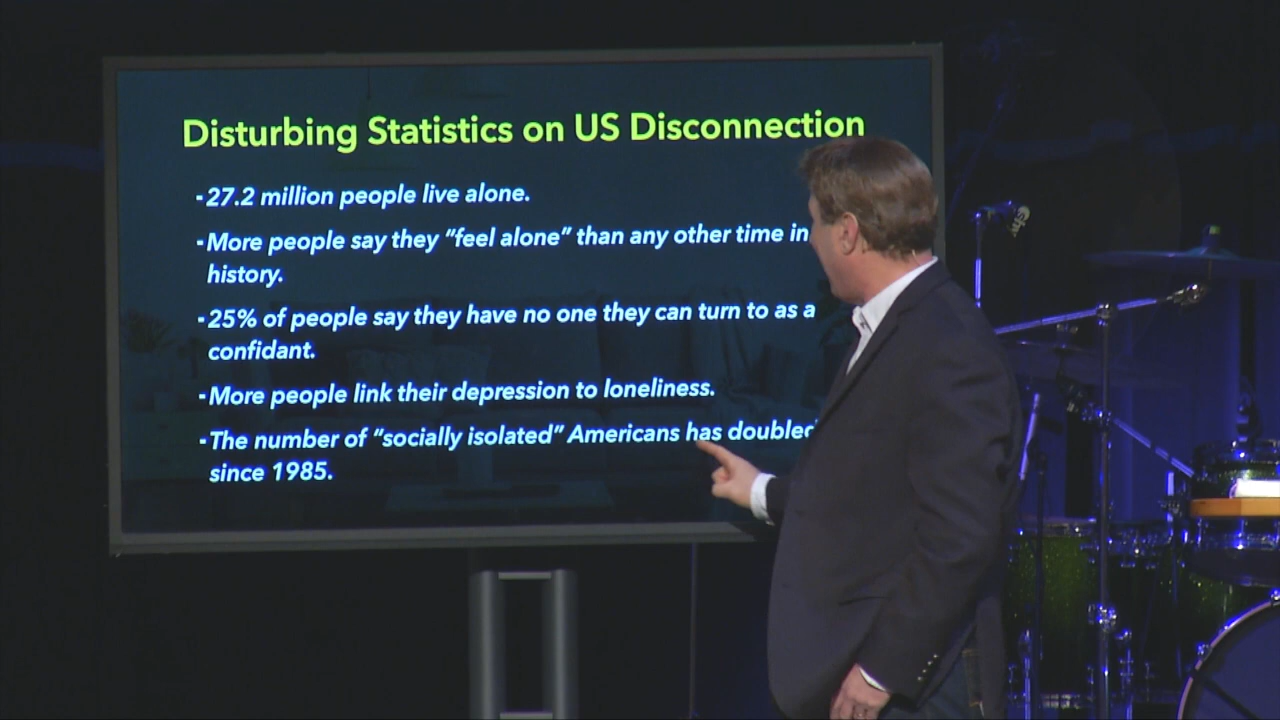 Disturbing Statistics on US Disconnection
-27.2 million people live alone.
-More people say they “feel alone” than any other time in
history.
-25% of people say they have no one they can turn to as a
confidant.
-More people link their depression to loneliness.
-The number of “socially isolated” Americans has doubled
since 1985.